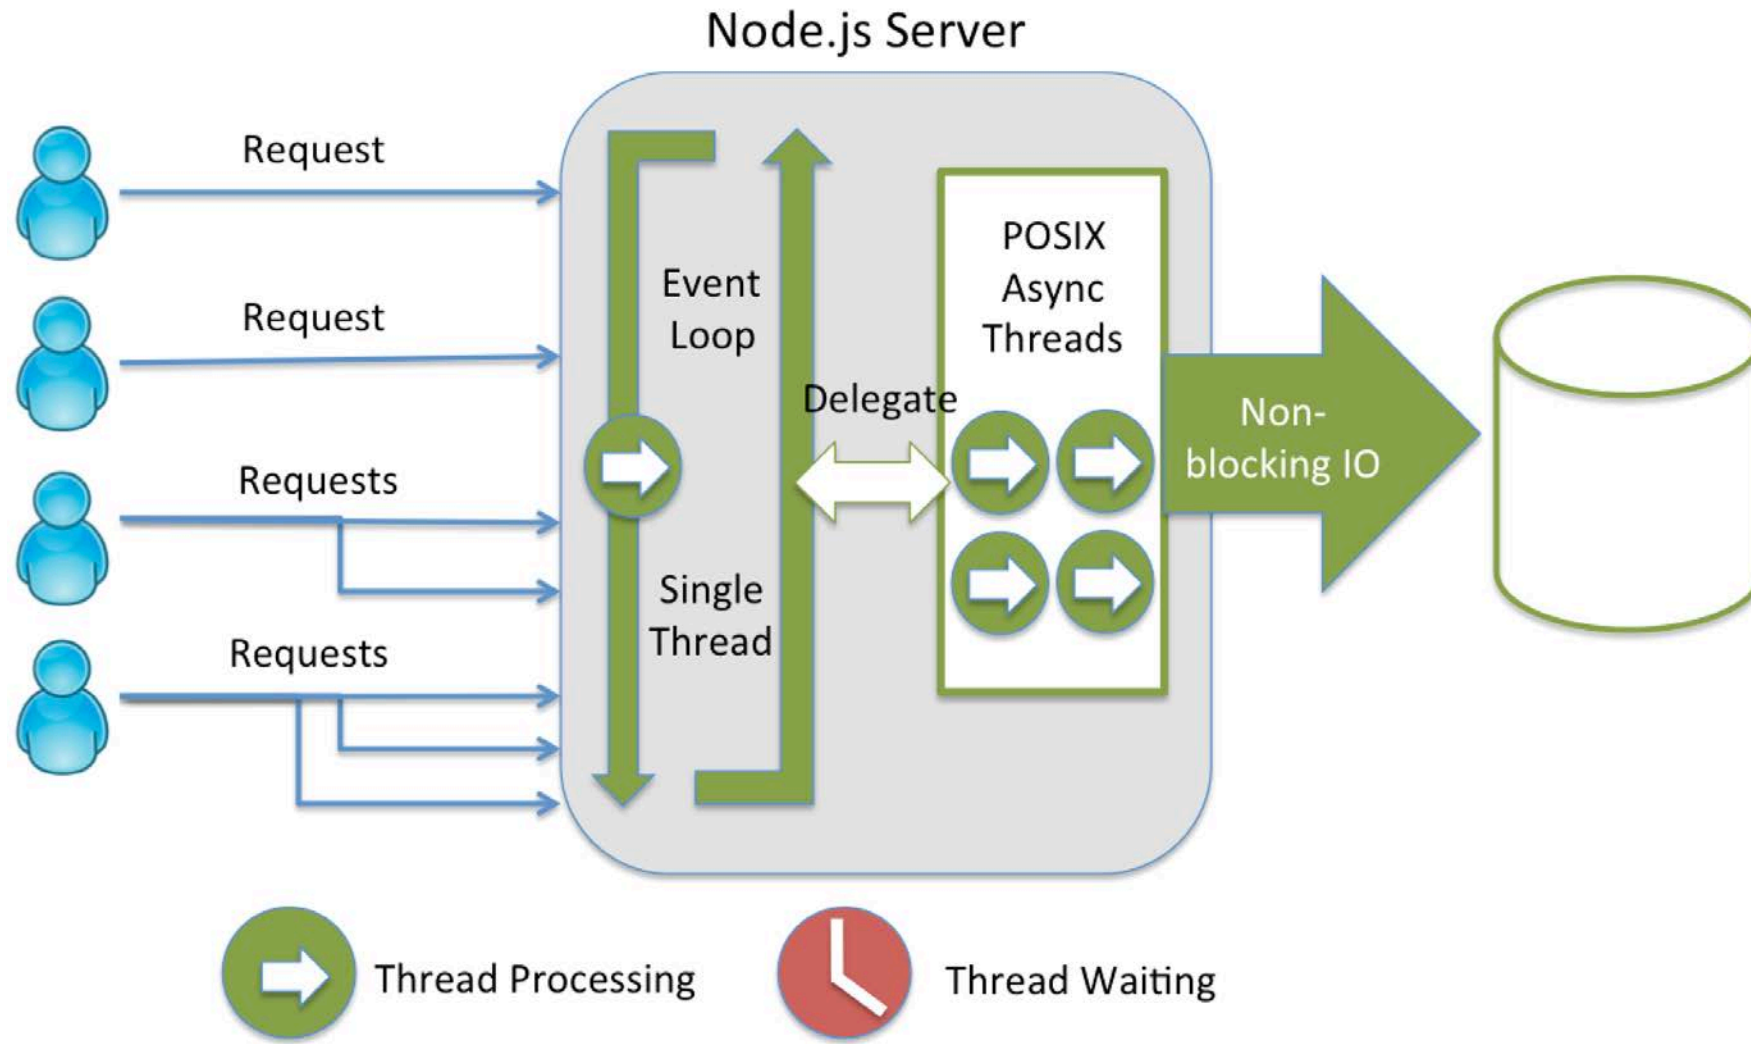 Node.js Server
Request
Request
Requests
Requests
Event
Loop
Single
Thread
Delegate
POSIX
Async
Threads
Non-
blocking IO
Thread Processing
Thread Waiting